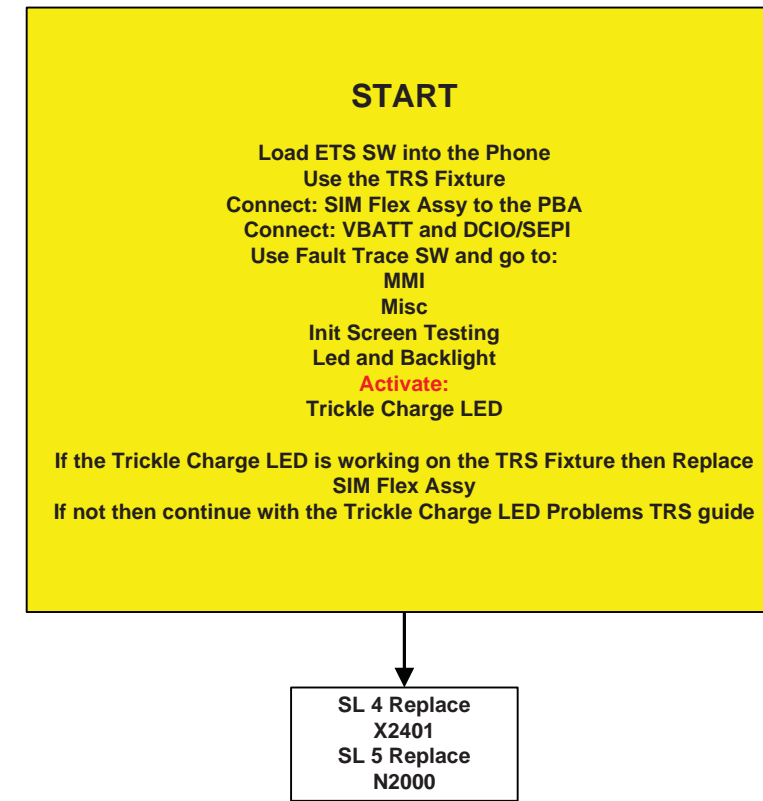 START
Load ETS SW into the Phone
Use the TRS Fixture
Connect: SIM Flex Assy to the PBA
Connect: VBATT and DCIO/SEPI
Use Fault Trace SW and go to:
MMI
Misc
Init Screen Testing
Led and Backlight
Activate:
Trickle Charge LED
If the Trickle Charge LED is working on the TRS Fixture then Replace
SIM Flex Assy
If not then continue with the Trickle Charge LED Problems TRS guide
SL 4 Replace
X2401
SL 5 Replace
N2000